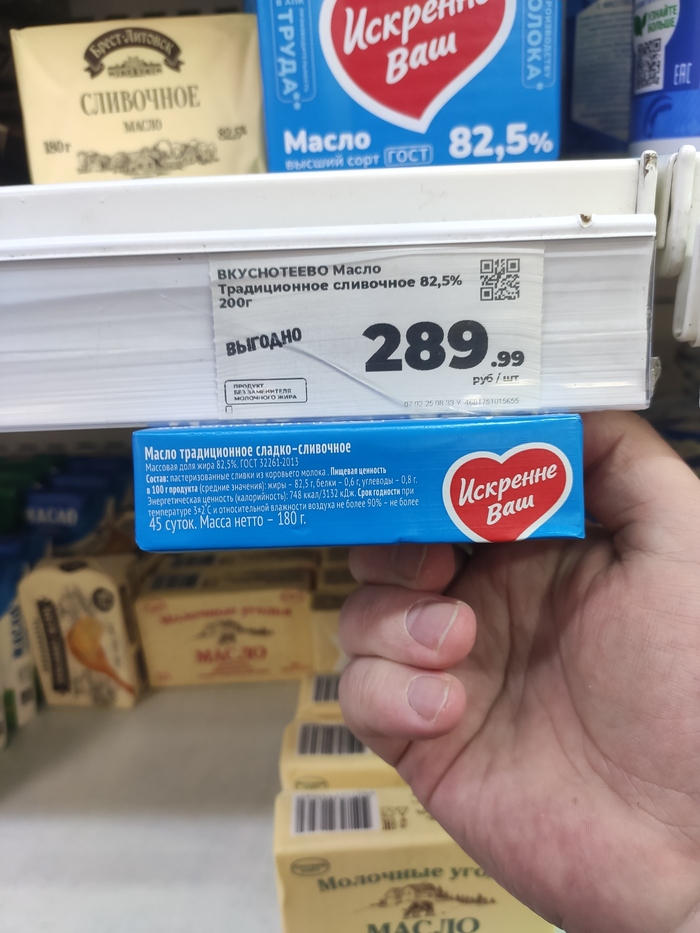 Брест-Литовск
СЛИВОЧНОЕ
МАСЛО
180г
82,5%
ТРУДА**
Искренне
Ваш
МОЛОКА*
Масло
высший сорт ГОСТ
82,5%
EAC
ВКУСНОТЕЕВО Масло
Традиционное сливочное 82,5%
200г
ВЫГОДНО
289.99
руб / шт
ПРОДУКТ
БЕЗ ЗАМЕНИТЕЛЯ
МОЛОЧНОГО ЖИРА
Масло традиционное сладко-сливочное
Массовая доля жира 82,5%. ГОСТ 32261-2013
Состав: пастеризованные сливки из коровьего молока. Пищевая ценность
в 100 г продукта (средние значения): жиры – 82,5 г, белки – 0,6 г, углеводы – 0,8 г.
Энергетическая ценность (калорийность): 748 ккал/3132 кДж. Срок годности при
температуре 3±2°С и относительной влажности воздуха не более 90% – не более
45 суток. Масса нетто – 180 г.
Искренне
Ваш
МАСЛО
Молочные угодья
МАСЛО
Молочные уго
МАСЛО